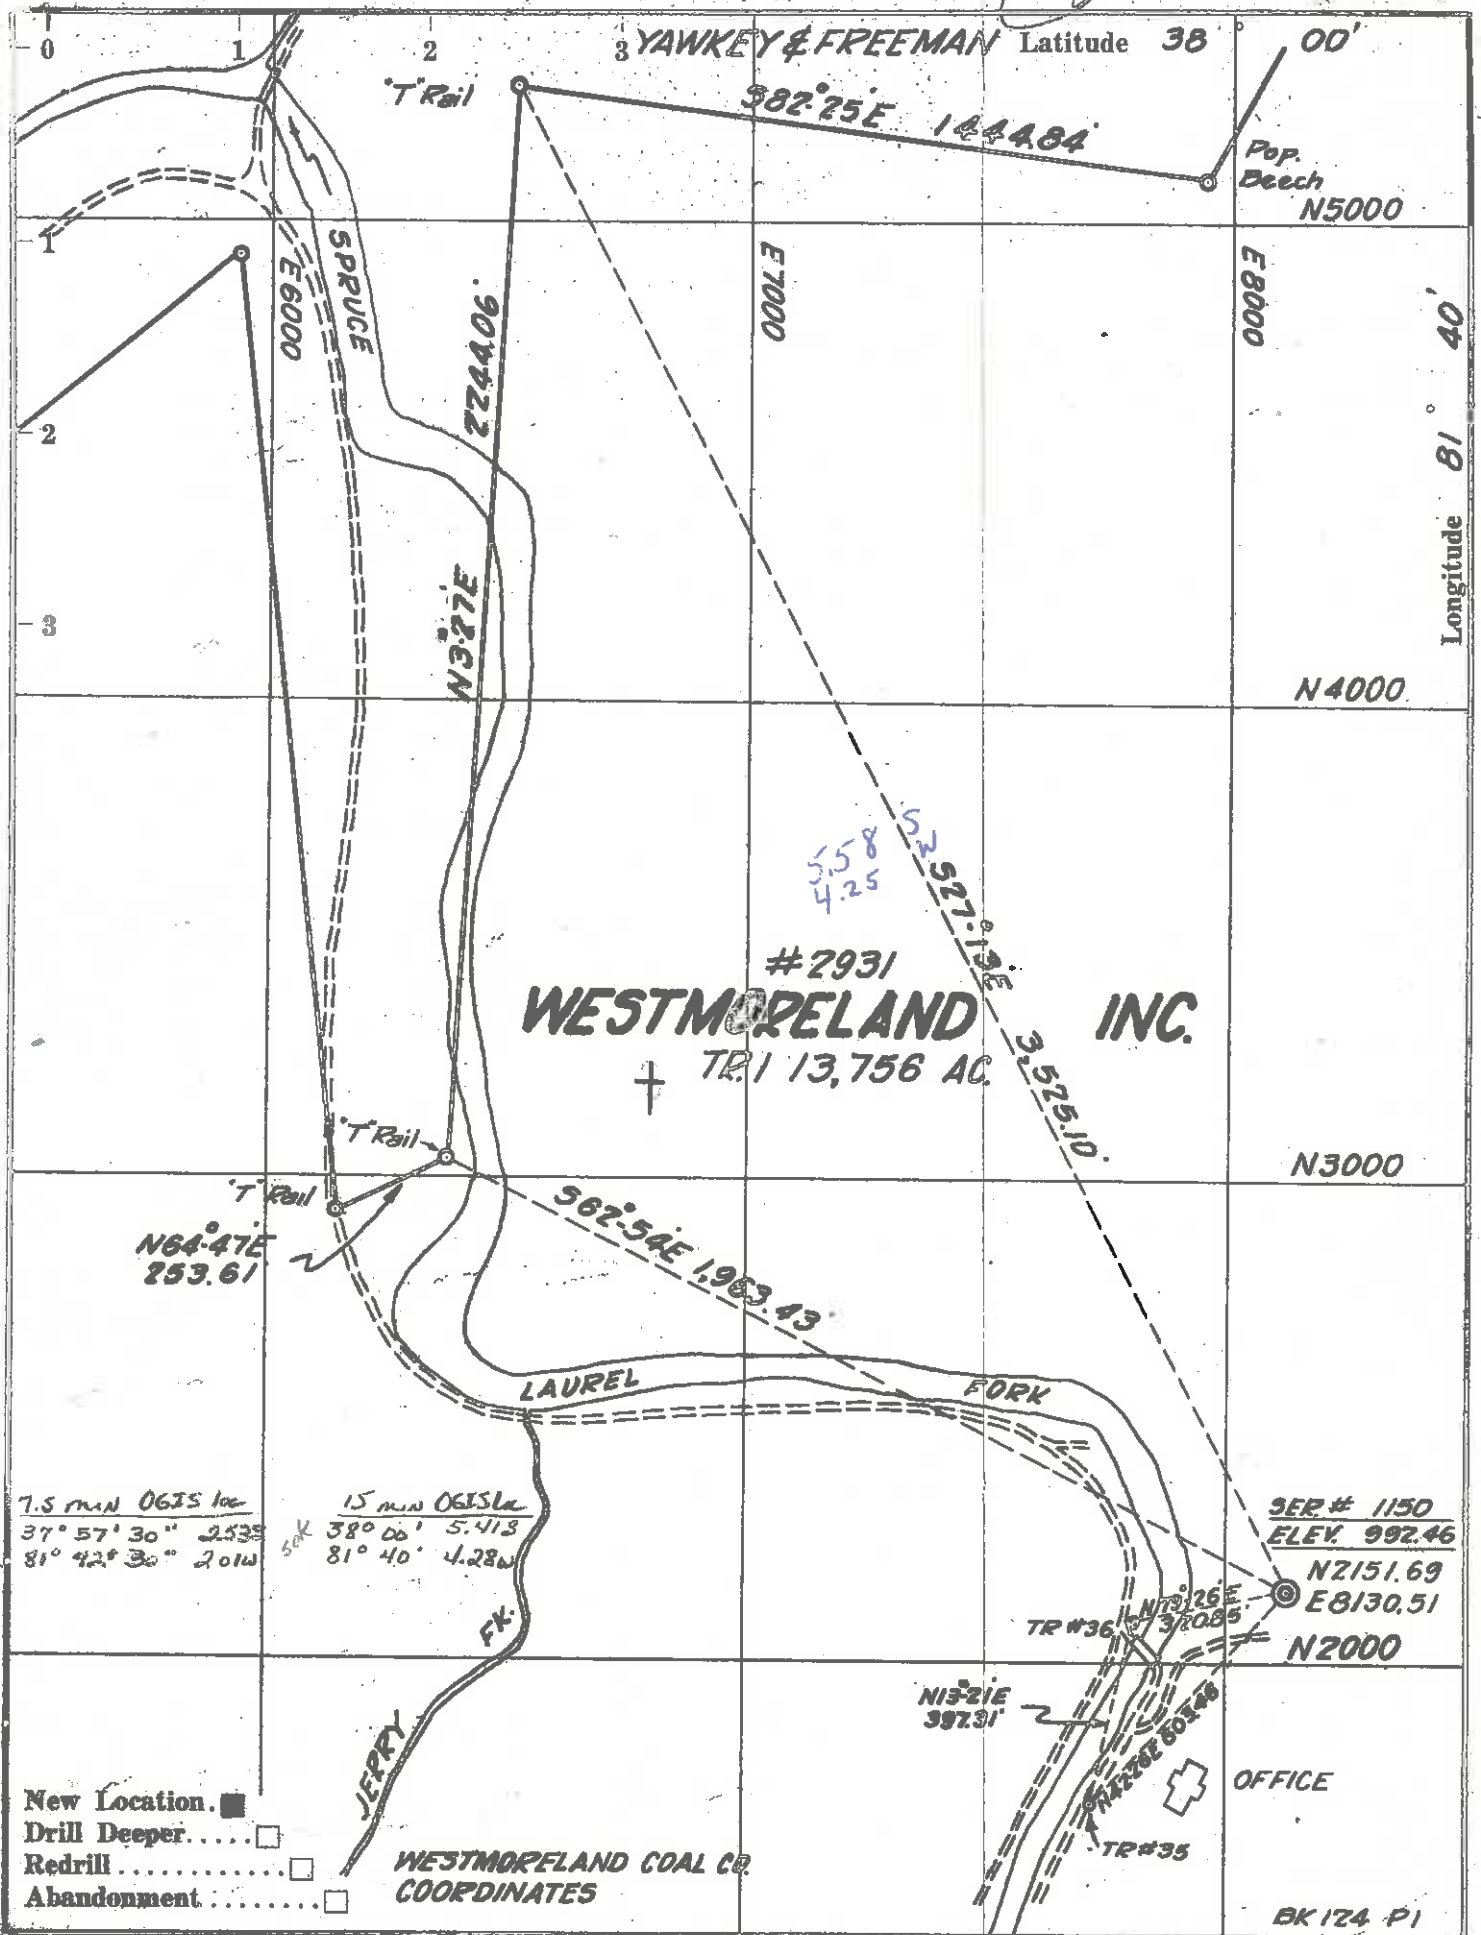 0 1 2 3 YAWKEY & FREEMAN Latitude 38° 00'
"T" Rail
S82°25'E 1444.84'
Pop.
Beech
N5000
1
E6000
SPRUCE
2244.06'
N3°27'E
E7000
E8000
Longitude 81° 40'
2
3
N4000
5.58 S
4.25 W
S27°13'E 3,525.10'
#2931
WESTMORELAND INC.
TR. 1 13,756 AC.
"T" Rail
N3000
"T" Rail
S62°54'E 1,963.43
N64°47'E
253.61'
LAUREL FORK
7.5 min OGIS loc
37° 57' 30"
81° 42' 30" 2.01W
15 min OGIS loc
38° 00' 5.41S
81° 40' 4.28W
SER.# 1150
ELEV. 992.46
N2151.69
E8130.51
TR #36
N2000
N13°21'E
397.31'
JERRY FK.
OFFICE
TR #35
New Location.
Drill Deeper.....
Redrill ............
Abandonment ........
WESTMORELAND COAL CO.
COORDINATES
BK 124 P1